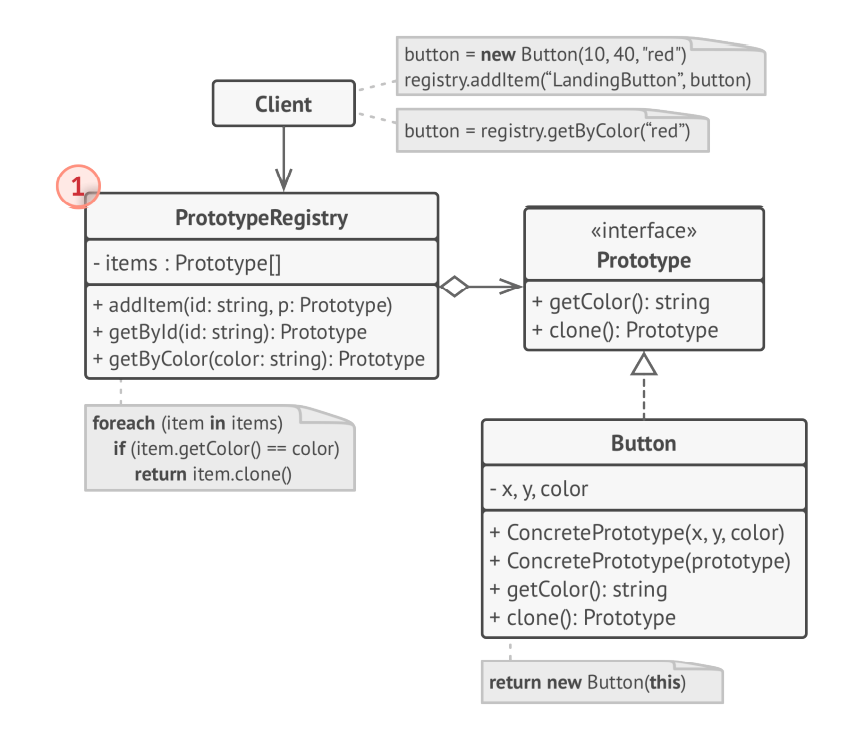 button = new Button(10, 40, "red")
registry.addItem(“LandingButton”, button)
Client
button = registry.getByColor(“red”)
1
PrototypeRegistry
- items : Prototype[]
+ addItem(id: string, p: Prototype)
+ getById(id: string): Prototype
+ getByColor(color: string): Prototype
«interface»
Prototype
+ getColor(): string
+ clone(): Prototype
foreach (item in items)
if (item.getColor() == color)
return item.clone()
Button
- x, y, color
+ ConcretePrototype(x, y, color)
+ ConcretePrototype(prototype)
+ getColor(): string
+ clone(): Prototype
return new Button(this)